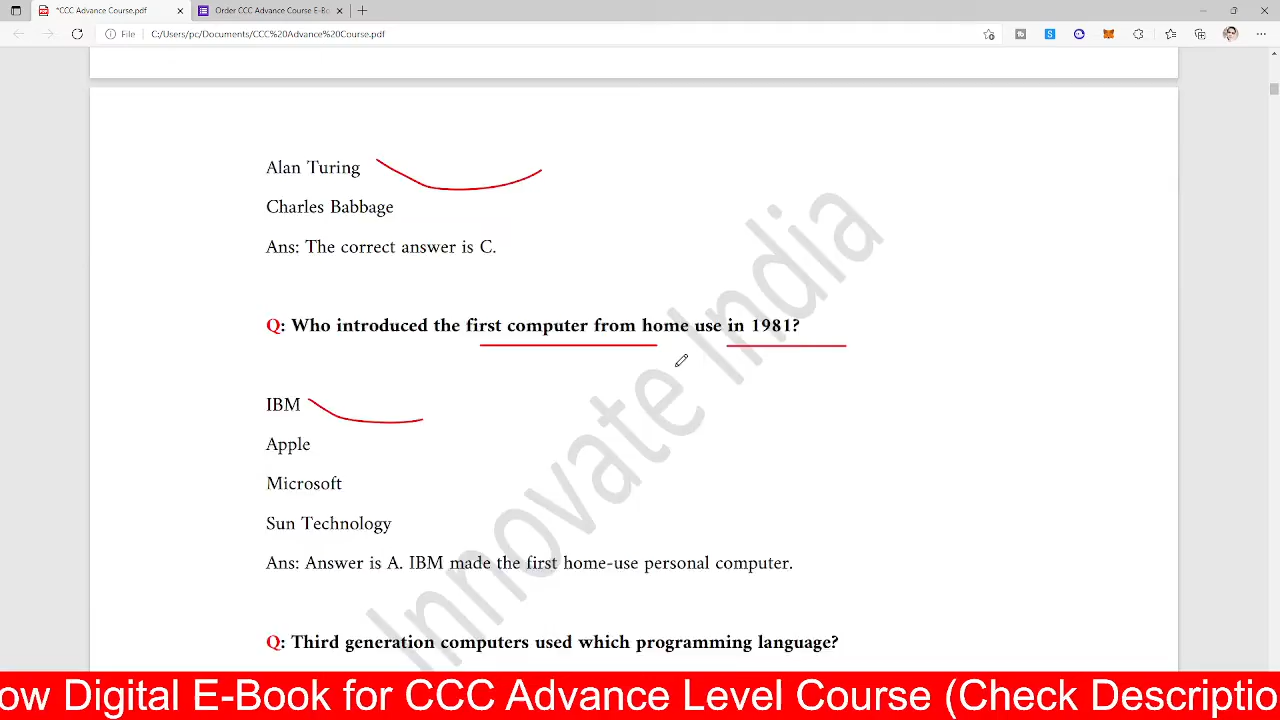 *CCC Advance Course.pdf
Order CCC Advance Course E-Bo
File
C:/Users/pc/Documents/CCC%20Advance%20Course.pdf
Alan Turing
Charles Babbage
Ans: The correct answer is C.
Q: Who introduced the first computer from home use in 1981?
IBM
Apple
Microsoft
Sun Technology
Ans: Answer is A. IBM made the first home-use personal computer.
Q: Third generation computers used which programming language?
Innovate India
ow Digital E-Book for CCC Advance Level Course (Check Descriptio